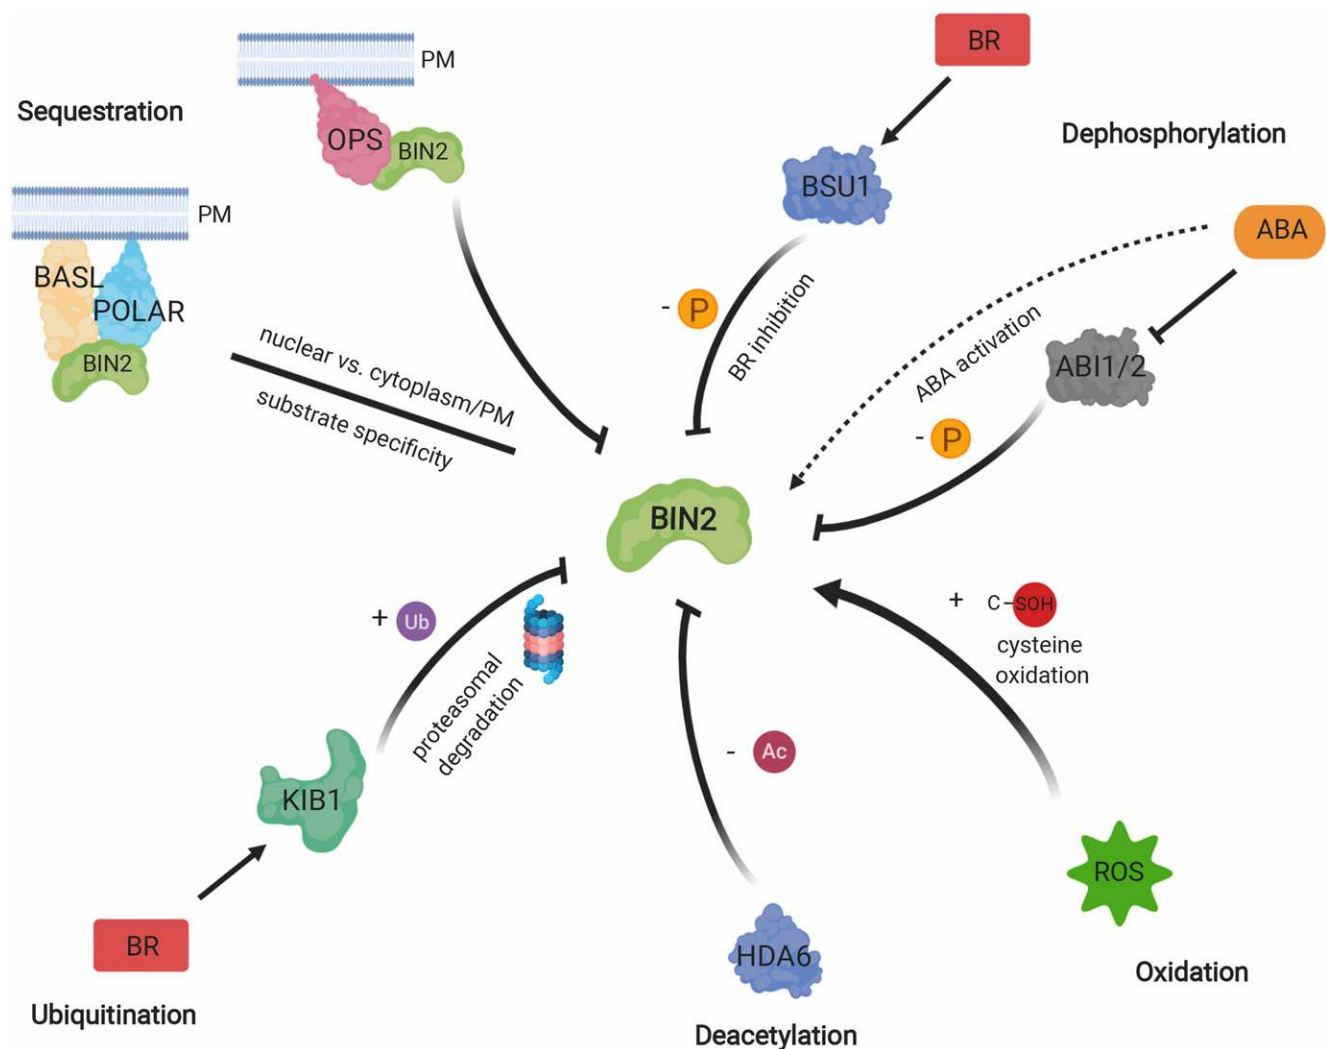 BR
PM
Sequestration
OPS
BIN2
Dephosphorylation
BSU1
PM
ABA
BASL
POLAR
BIN2
- P
BR inhibition
ABA activation
ABI1/2
- P
nuclear vs. cytoplasm/PM
substrate specificity
BIN2
+ Ub
proteasomal
degradation
+ C-SOH
cysteine
oxidation
- Ac
KIB1
ROS
BR
HDA6
Oxidation
Ubiquitination
Deacetylation